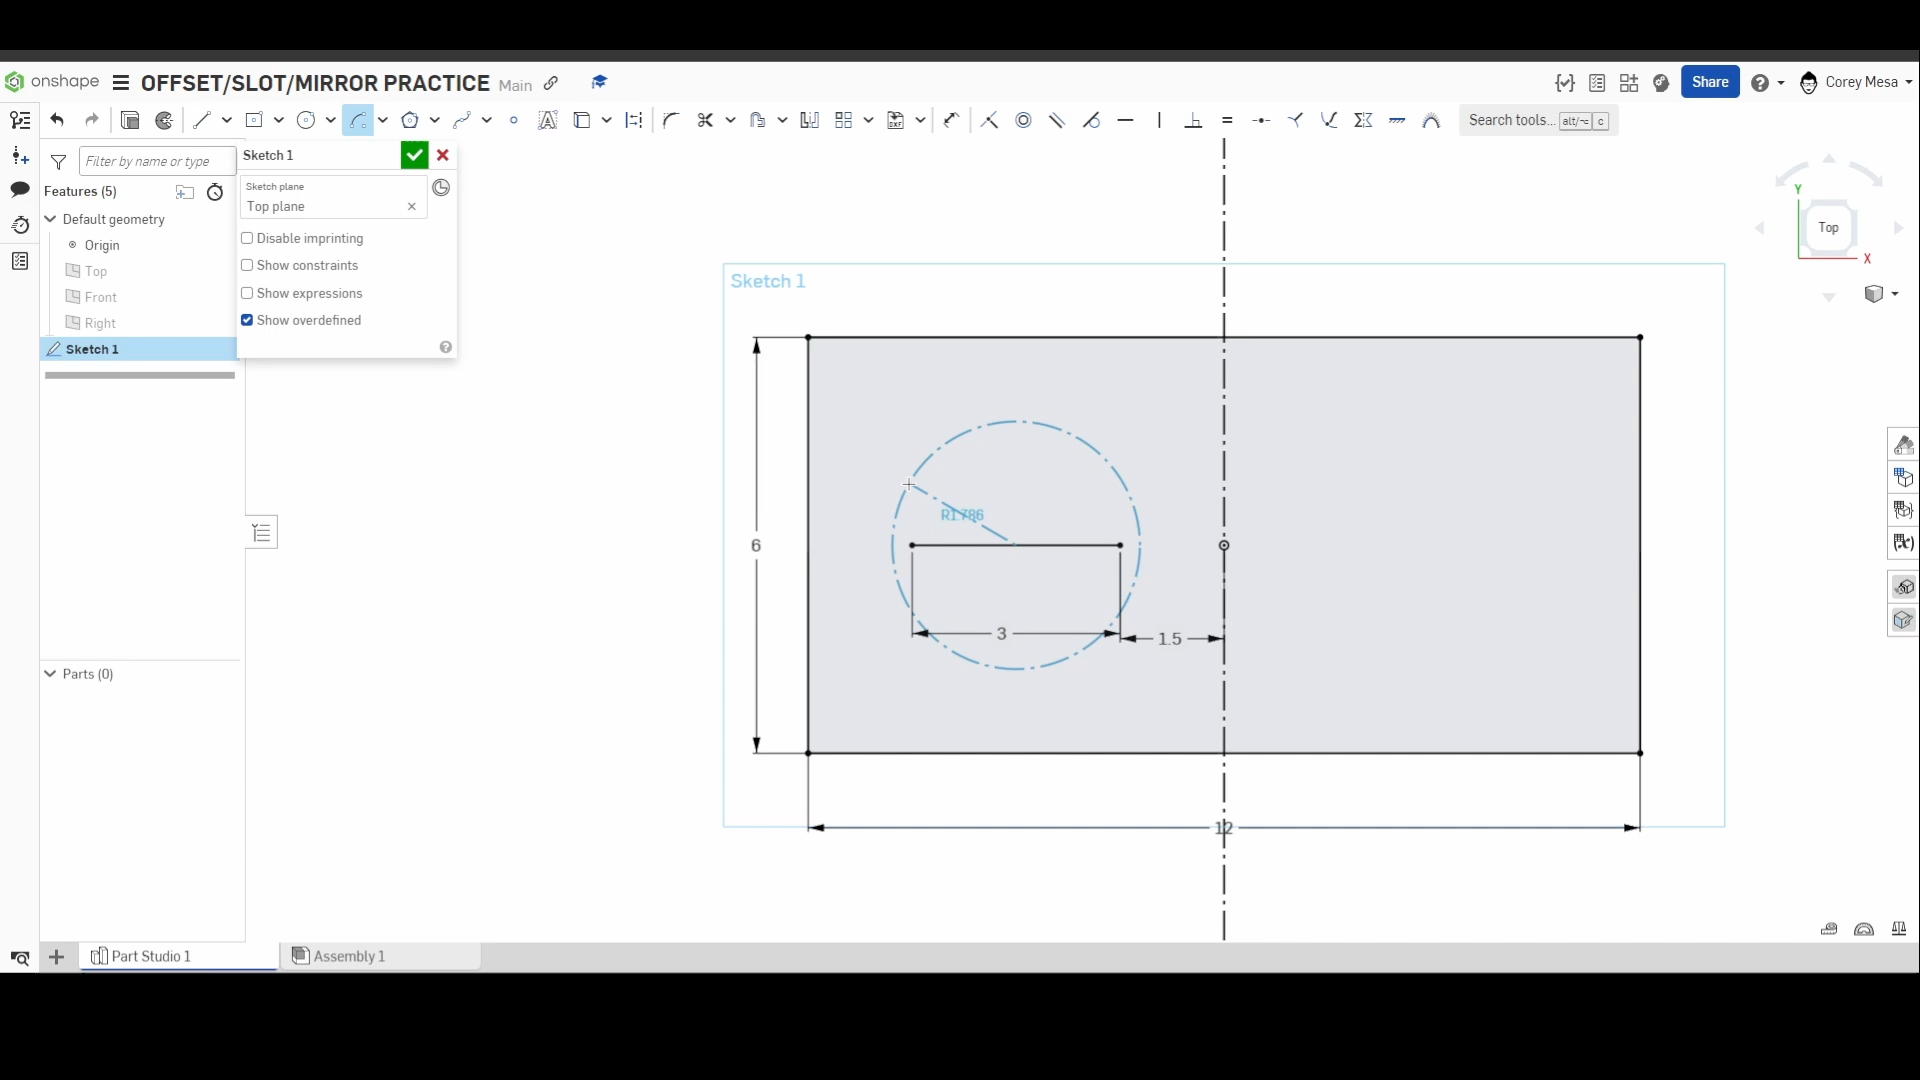 onshape OFFSET/SLOT/MIRROR PRACTICE Main Share Corey Mesa
Search tools... alt/⌥ c
Filter by name or type
Features (5)
Default geometry
Origin
Top
Front
Right
Sketch 1
Parts (0)
Sketch 1
Sketch plane
Top plane
Disable imprinting
Show constraints
Show expressions
Show overdefined
Sketch 1
R1.786
6
3
1.5
12
Y
Top
X
Part Studio 1
Assembly 1